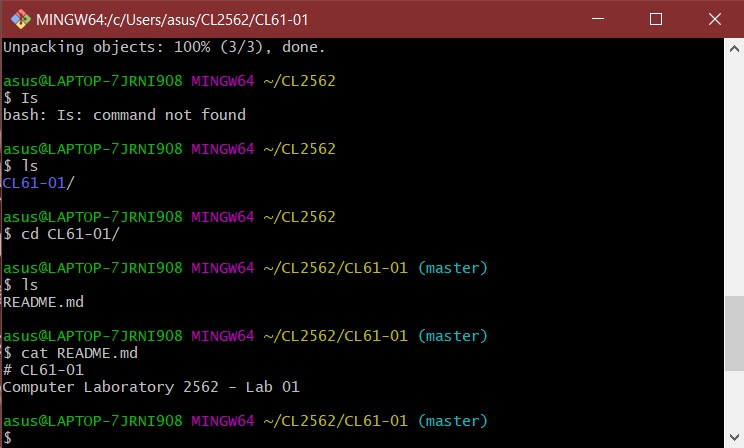 MINGW64:/c/Users/asus/CL2562/CL61-01
Unpacking objects: 100% (3/3), done.
asus@LAPTOP-7JRNI908 MINGW64 ~/CL2562
$ Is
bash: Is: command not found
asus@LAPTOP-7JRNI908 MINGW64 ~/CL2562
$ ls
CL61-01/
asus@LAPTOP-7JRNI908 MINGW64 ~/CL2562
$ cd CL61-01/
asus@LAPTOP-7JRNI908 MINGW64 ~/CL2562/CL61-01 (master)
$ ls
README.md
asus@LAPTOP-7JRNI908 MINGW64 ~/CL2562/CL61-01 (master)
$ cat README.md
# CL61-01
Computer Laboratory 2562 - Lab 01
asus@LAPTOP-7JRNI908 MINGW64 ~/CL2562/CL61-01 (master)
$